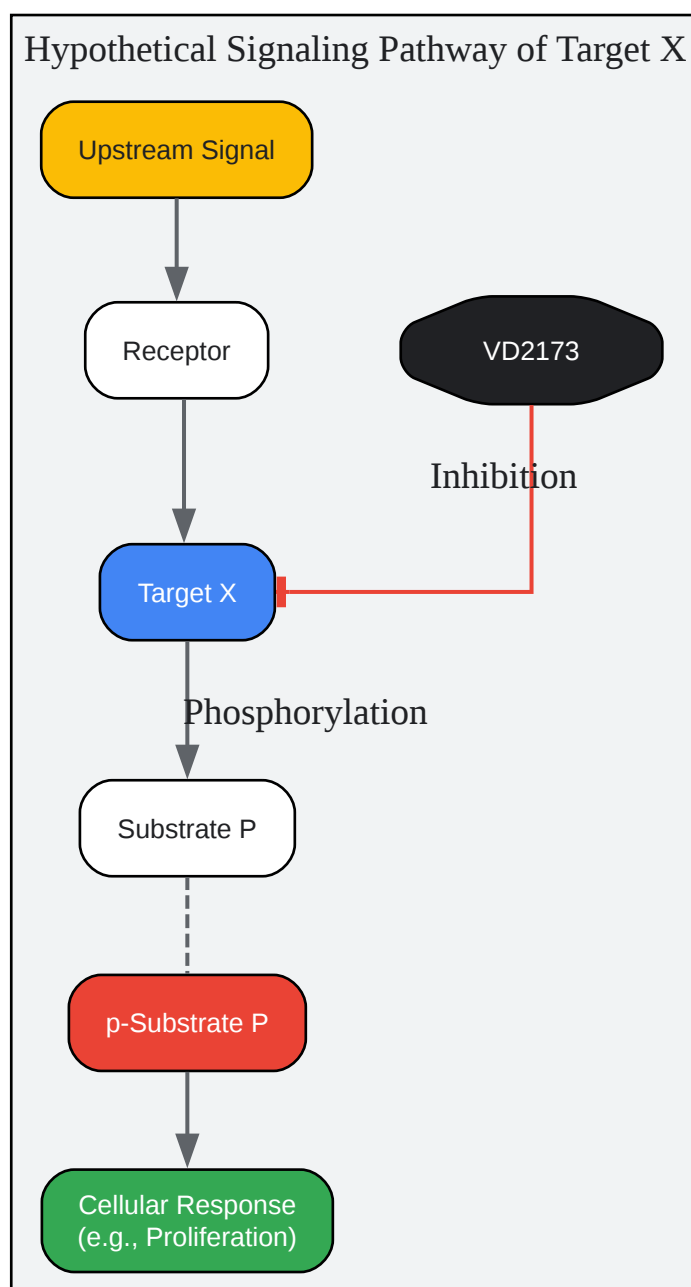 Hypothetical Signaling Pathway of Target X
Upstream Signal
Receptor
VD2173
Inhibition
Target X
Phosphorylation
Substrate P
p-Substrate P
Cellular Response
(e.g., Proliferation)